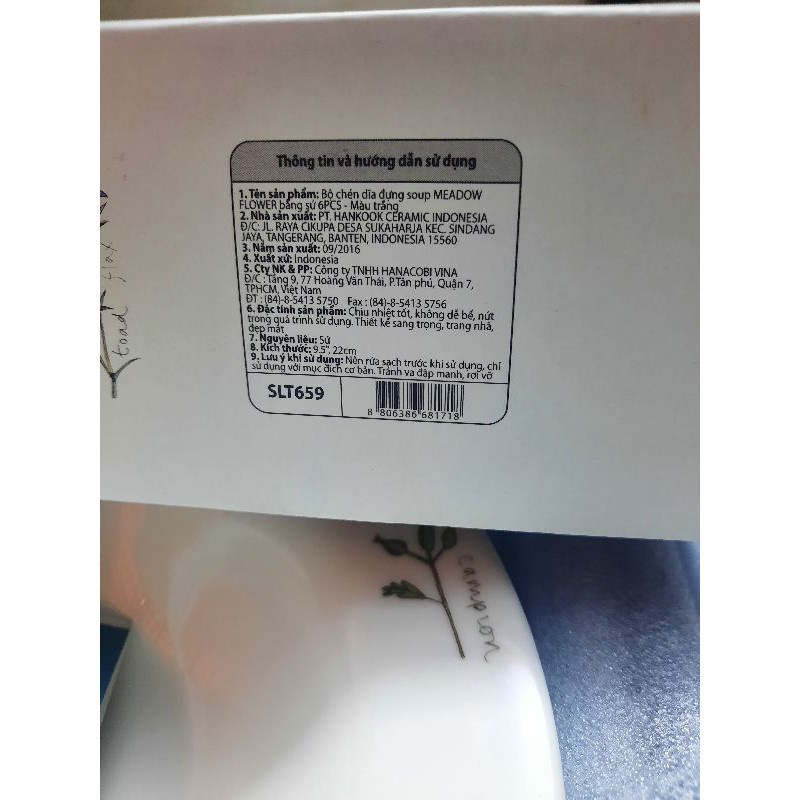 Thông tin và hướng dẫn sử dụng
1. Tên sản phẩm: Bộ chén dĩa đựng soup MEADOW
FLOWER bằng sứ 6PCS - Màu trắng
2. Nhà sản xuất: PT. HANKOOK CERAMIC INDONESIA
Đ/C: JL. RAYA CIKUPA DESA SUKAHARJA KEC. SINDANG
JAYA, TANGERANG, BANTEN, INDONESIA 15560
3. Năm sản xuất: 09/2016
4. Xuất xứ: Indonesia
5. Cty NK & PP: Công ty TNHH HANACOBI VINA
Đ/C : Tầng 9, 77 Hoàng Văn Thái, P.Tân phú, Quận 7,
TPHCM, Việt Nam
ĐT : (84)-8-5413 5750 Fax : (84)-8-5413 5756
6. Đặc tính sản phẩm: Chịu nhiệt tốt, không dễ bể, nứt
trong quá trình sử dụng. Thiết kế sang trọng, trang nhã,
đẹp mắt
7. Nguyên liệu: Sứ
8. Kích thước: 9.5", 22cm
9. Lưu ý khi sử dụng: Nên rửa sạch trước khi sử dụng, chỉ
sử dụng với mục đích cơ bản. Tránh va đập mạnh, rơi vỡ
SLT659
8 806386 681718
toad flax
campion